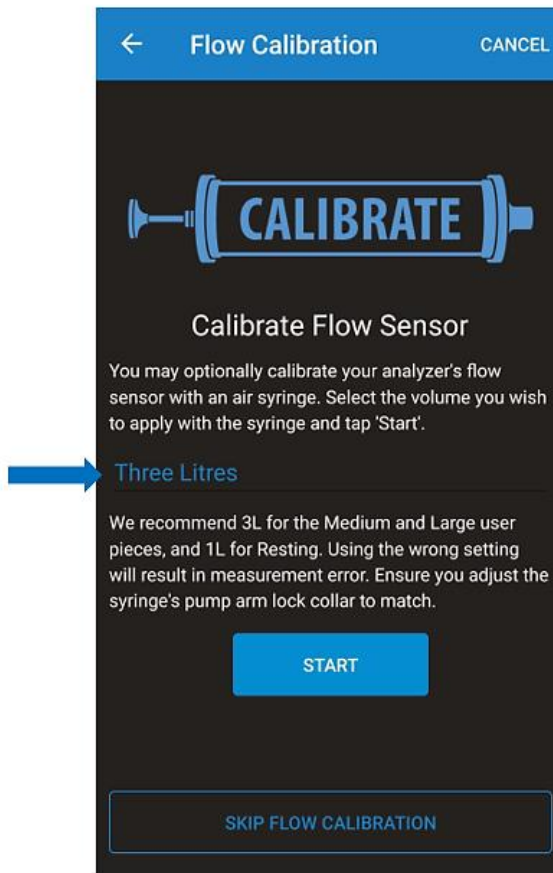 Flow Calibration
CANCEL
CALIBRATE
Calibrate Flow Sensor
You may optionally calibrate your analyzer's flow
sensor with an air syringe. Select the volume you wish
to apply with the syringe and tap 'Start'.
Three Litres
We recommend 3L for the Medium and Large user
pieces, and 1L for Resting. Using the wrong setting
will result in measurement error. Ensure you adjust the
syringe's pump arm lock collar to match.
START
SKIP FLOW CALIBRATION